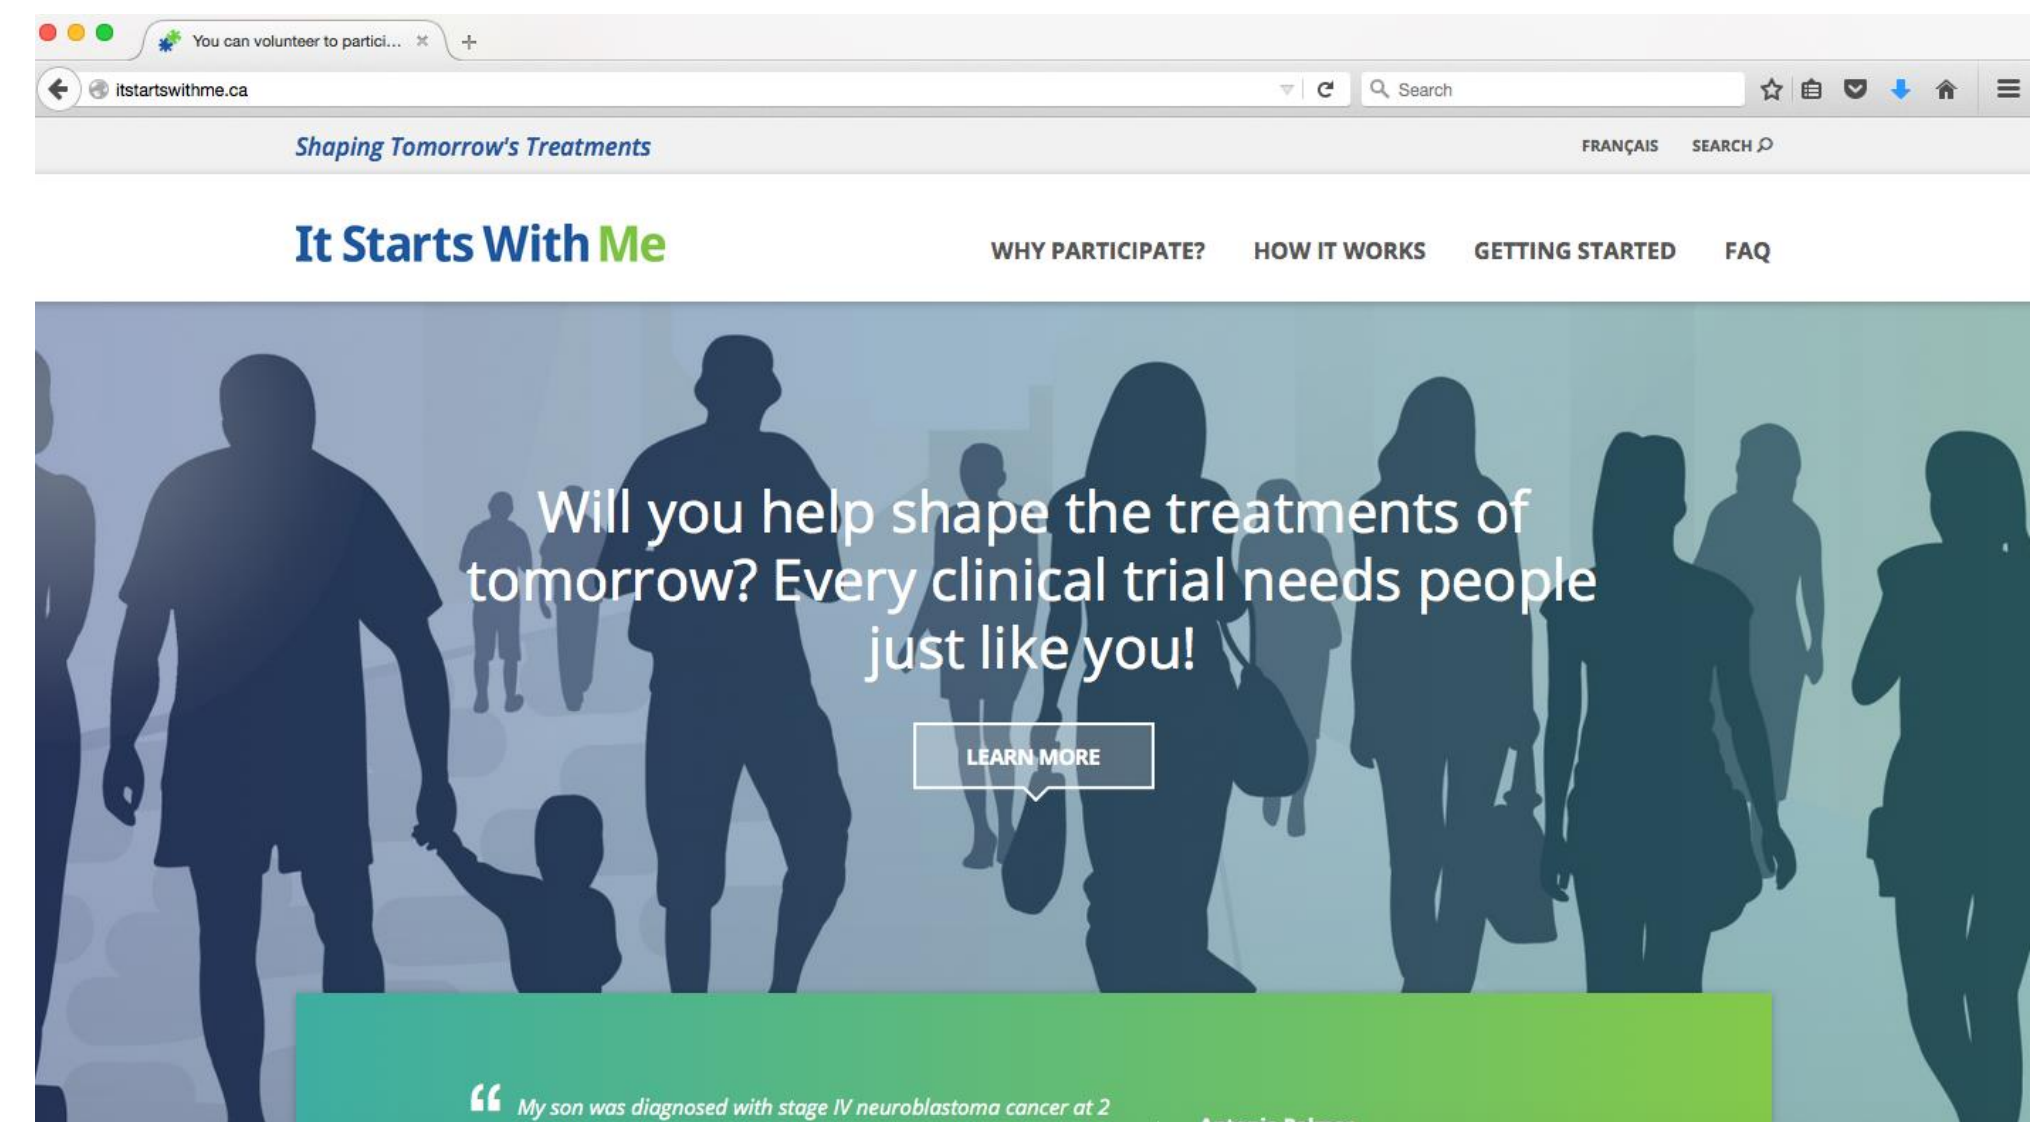 You can volunteer to partici...
itstartswithme.ca
Search
Shaping Tomorrow's Treatments
FRANÇAIS SEARCH
It Starts With Me
WHY PARTICIPATE? HOW IT WORKS GETTING STARTED FAQ
Will you help shape the treatments of
tomorrow? Every clinical trial needs people
just like you!
LEARN MORE
“ My son was diagnosed with stage IV neuroblastoma cancer at 2